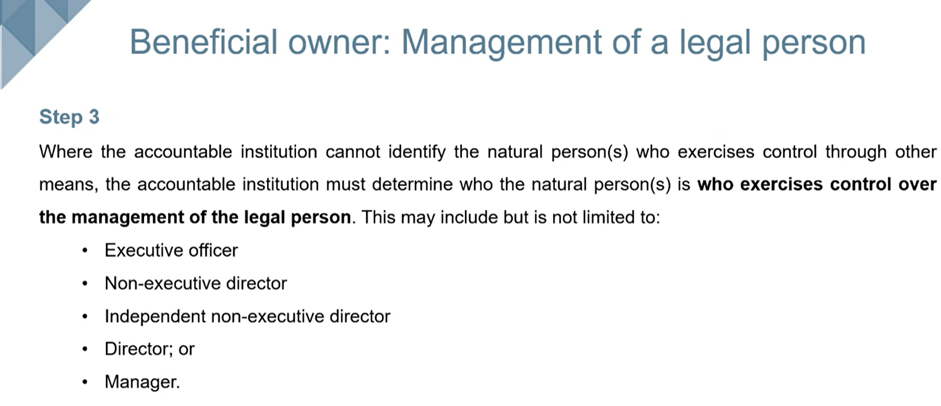 Beneficial owner: Management of a legal person
Step 3
Where the accountable institution cannot identify the natural person(s) who exercises control through other
means, the accountable institution must determine who the natural person(s) is who exercises control over
the management of the legal person. This may include but is not limited to:
• Executive officer
• Non-executive director
• Independent non-executive director
• Director; or
• Manager.